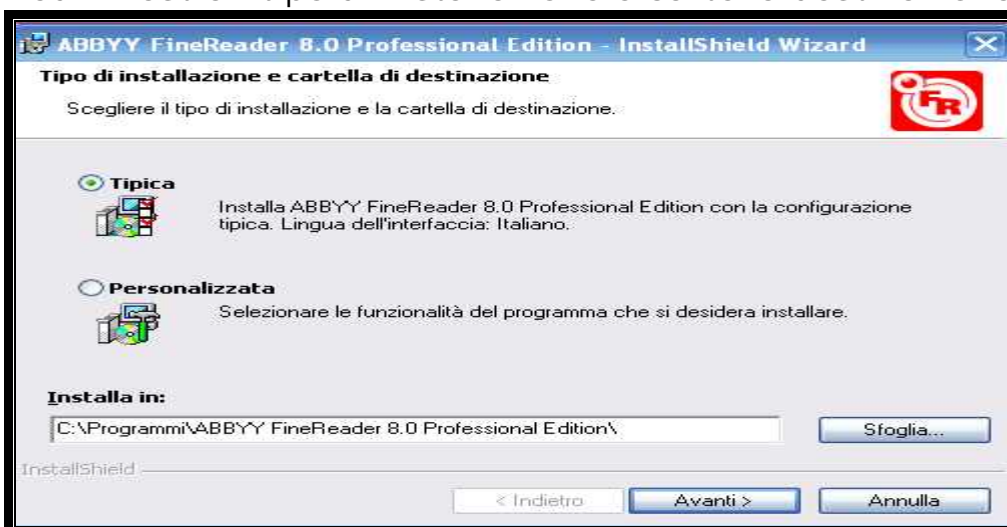 ABBYY FineReader 8.0 Professional Edition - InstallShield Wizard
Tipo di installazione e cartella di destinazione
Scegliere il tipo di installazione e la cartella di destinazione.
FR
Tipica
Installa ABBYY FineReader 8.0 Professional Edition con la configurazione
tipica. Lingua dell'interfaccia: Italiano.
Personalizzata
Selezionare le funzionalità del programma che si desidera installare.
Installa in:
C:\Programmi\ABBYY FineReader 8.0 Professional Edition\
Sfoglia...
InstallShield
< Indietro
Avanti >
Annulla